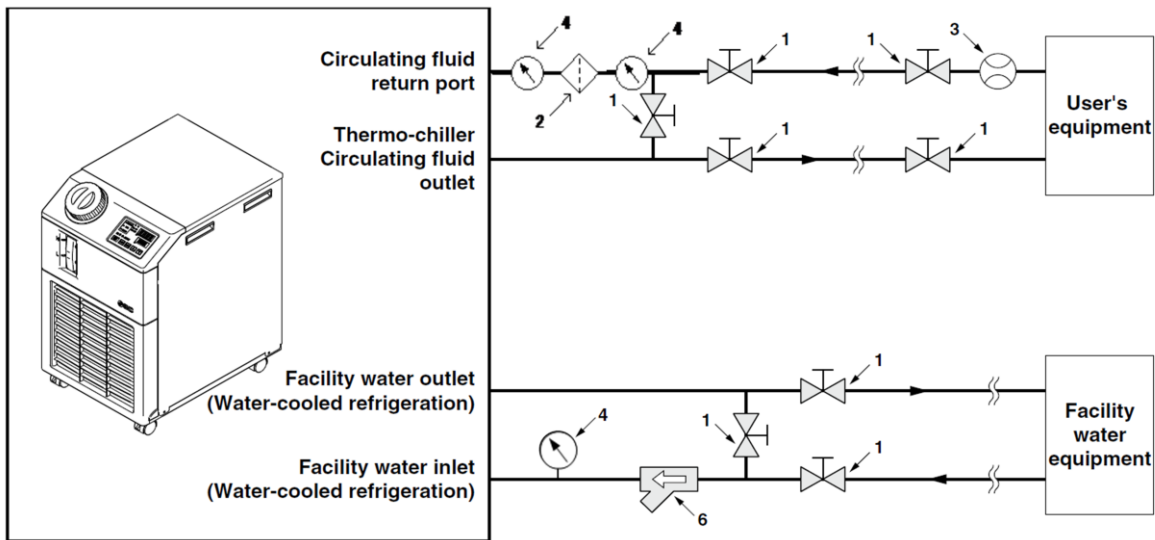 4
4
1
1
3
Circulating fluid
return port
2
1
User's
equipment
Thermo-chiller
Circulating fluid
outlet
1
1
Facility water outlet
(Water-cooled refrigeration)
1
4
1
Facility
water
equipment
Facility water inlet
(Water-cooled refrigeration)
1
6